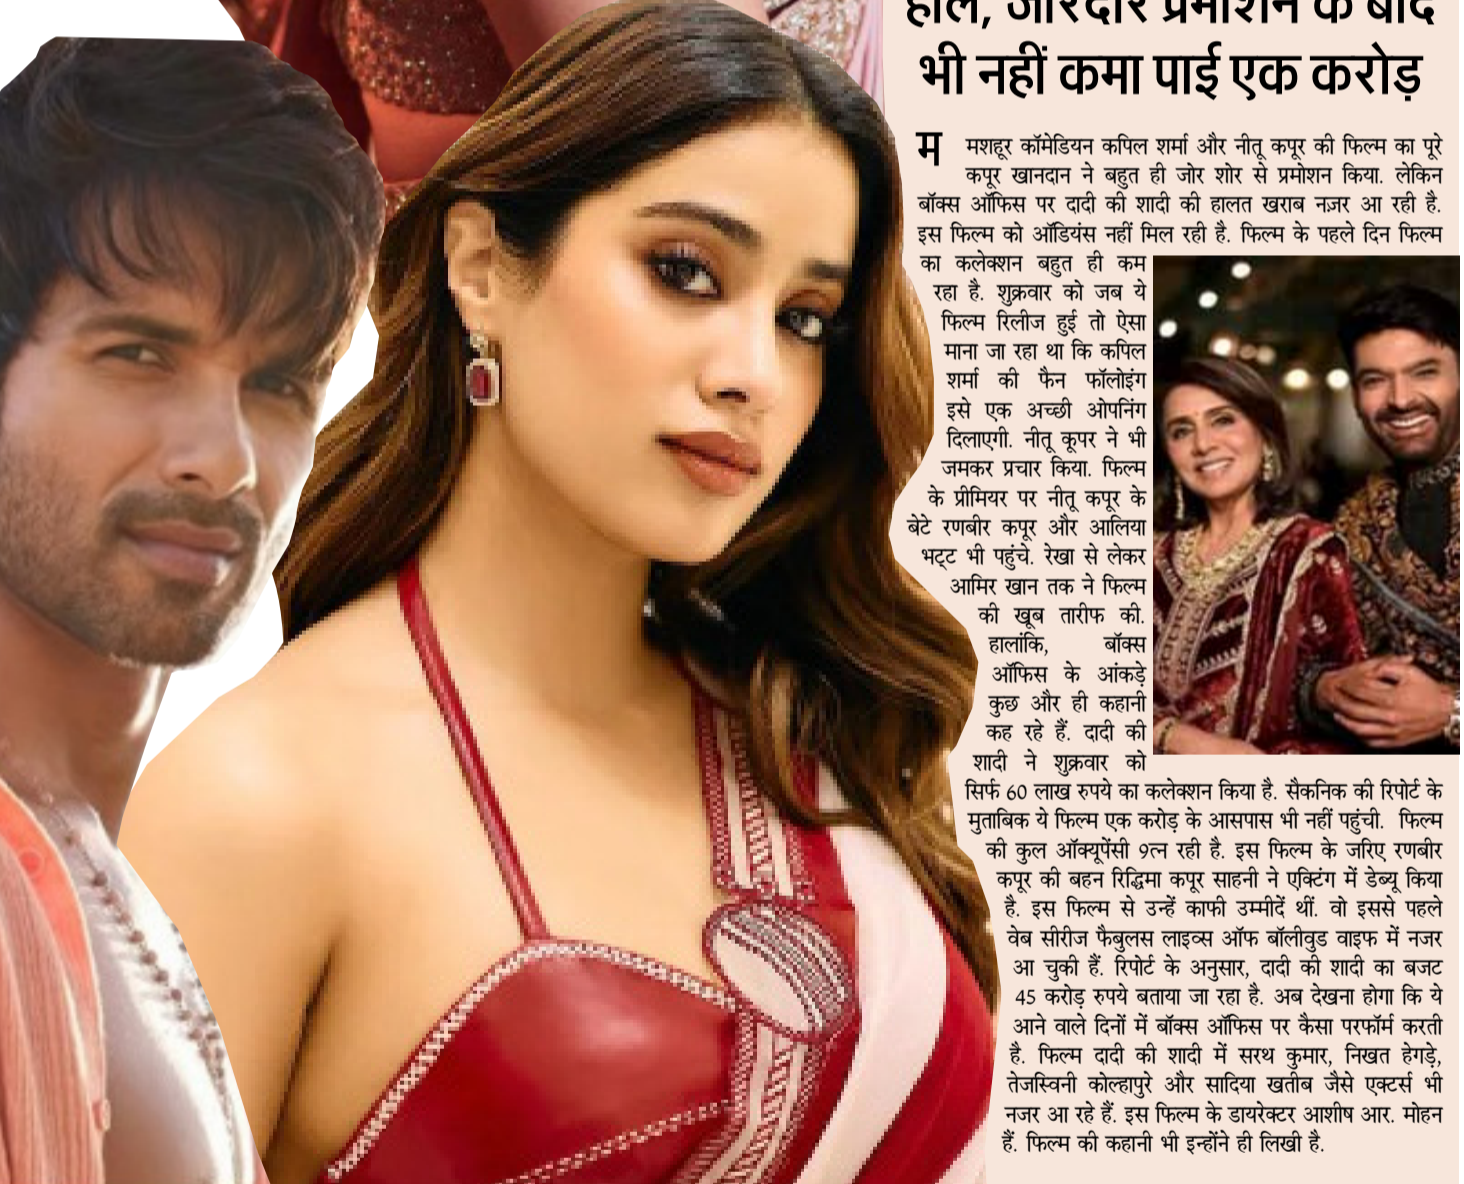 हाल, जोरदार प्रमोशन के बाद
भी नहीं कमा पाई एक करोड़
म मशहूर कॉमेडियन कपिल शर्मा और नीतू कपूर की फिल्म का पूरे
कपूर खानदान ने बहुत ही जोर शोर से प्रमोशन किया. लेकिन
बॉक्स ऑफिस पर दादी की शादी की हालत खराब नज़र आ रही है.
इस फिल्म को ऑडियंस नहीं मिल रही है. फिल्म के पहले दिन फिल्म
का कलेक्शन बहुत ही कम
रहा है. शुक्रवार को जब ये
फिल्म रिलीज हुई तो ऐसा
माना जा रहा था कि कपिल
शर्मा की फैन फॉलोइंग
इसे एक अच्छी ओपनिंग
दिलाएगी. नीतू कूपर ने भी
जमकर प्रचार किया. फिल्म
के प्रीमियर पर नीतू कपूर के
बेटे रणबीर कपूर और आलिया
भट्ट भी पहुंचे. रेखा से लेकर
आमिर खान तक ने फिल्म
की खूब तारीफ की.
हालांकि, बॉक्स
ऑफिस के आंकड़े
कुछ और ही कहानी
कह रहे हैं. दादी की
शादी ने शुक्रवार को
सिर्फ 60 लाख रुपये का कलेक्शन किया है. सैकनिक की रिपोर्ट के
मुताबिक ये फिल्म एक करोड़ के आसपास भी नहीं पहुंची. फिल्म
की कुल ऑक्यूपेंसी 9त्न रही है. इस फिल्म के जरिए रणबीर
कपूर की बहन रिद्धिमा कपूर साहनी ने एक्टिंग में डेब्यू किया
है. इस फिल्म से उन्हें काफी उम्मीदें थीं. वो इससे पहले
वेब सीरीज फैबुलस लाइव्स ऑफ बॉलीवुड वाइफ में नजर
आ चुकी हैं. रिपोर्ट के अनुसार, दादी की शादी का बजट
45 करोड़ रुपये बताया जा रहा है. अब देखना होगा कि ये
आने वाले दिनों में बॉक्स ऑफिस पर कैसा परफॉर्म करती
है. फिल्म दादी की शादी में सरथ कुमार, निखत हेगड़े,
तेजस्विनी कोल्हापुरे और सादिया खतीब जैसे एक्टर्स भी
नजर आ रहे हैं. इस फिल्म के डायरेक्टर आशीष आर. मोहन
हैं. फिल्म की कहानी भी इन्होंने ही लिखी है.